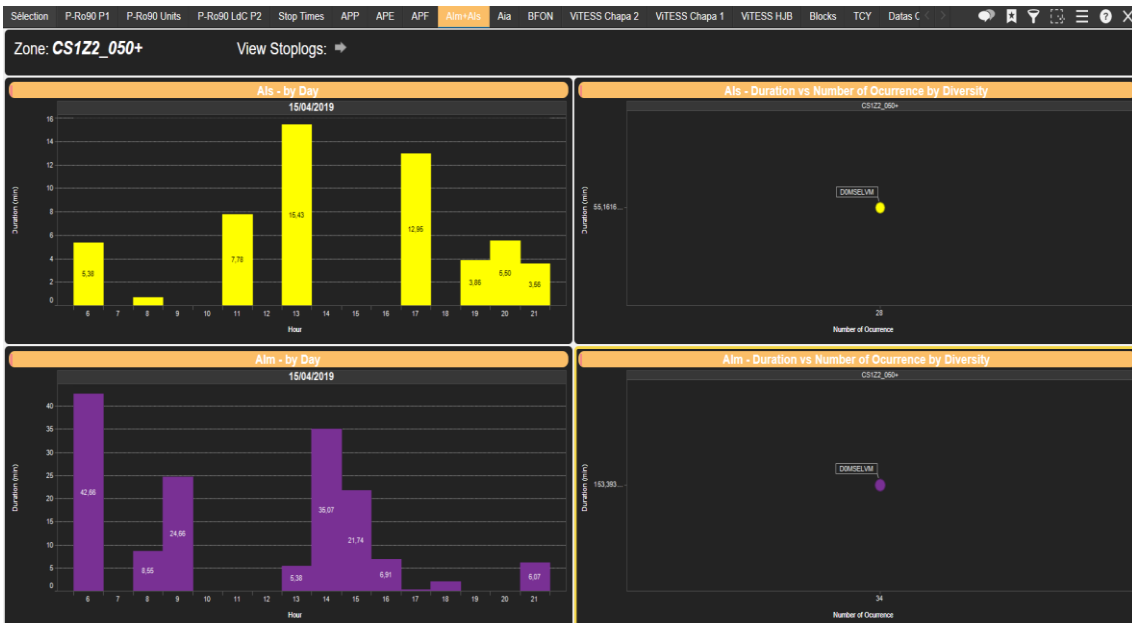 Sélection P-Ro90 P1 P-Ro90 Units P-Ro90 LdC P2 Stop Times APP APE APF Alm+Als Aia BFON ViTESS Chapa 2 ViTESS Chapa 1 ViTESS HJB Blocks TCY Datas C
Zone: CS1Z2_050+ View Stoplogs:
Als - by Day
15/04/2019
16
14
12
10
8
6
4
2
0
Duration (min)
5,38
7,78
15,43
12,95
3,88
5,50
3,56
6 7 8 9 10 11 12 13 14 15 16 17 18 19 20 21
Hour
Als - Duration vs Number of Ocurrence by Diversity
CS1Z2_050+
Duration (min)
55,1616...
D0MSELVM
28
Number of Ocurrence
Alm - by Day
15/04/2019
40
35
30
25
20
15
10
5
0
Duration (min)
42,66
8,55
24,66
5,38
35,07
21,74
6,91
6,07
6 7 8 9 10 11 12 13 14 15 16 17 18 19 20 21
Hour
Alm - Duration vs Number of Ocurrence by Diversity
CS1Z2_050+
Duration (min)
163,393...
D0MSELVM
34
Number of Ocurrence